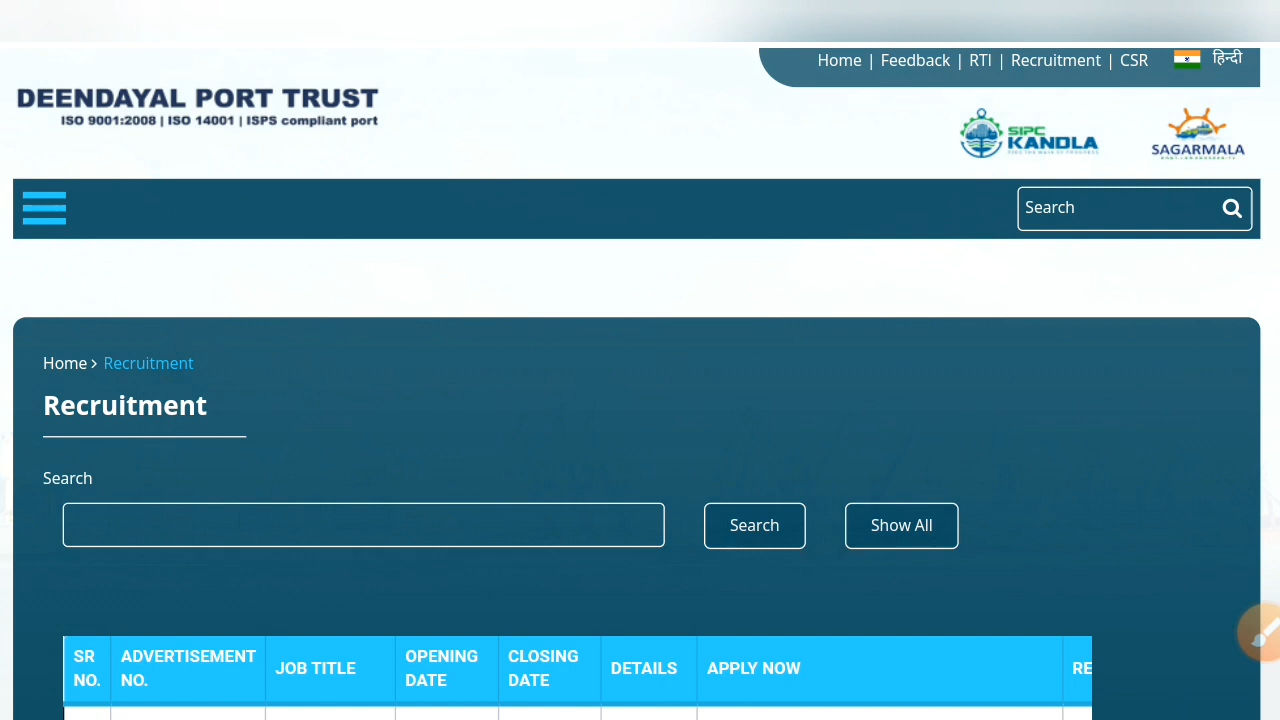 Home | Feedback | RTI | Recruitment | CSR हिन्दी
DEENDAYAL PORT TRUST
ISO 9001:2008 | ISO 14001 | ISPS compliant port
SIPC
KANDLA
SAGARMALA
Search
Home > Recruitment
Recruitment
Search
Search Show All
SR NO. ADVERTISEMENT NO. JOB TITLE OPENING DATE CLOSING DATE DETAILS APPLY NOW RE